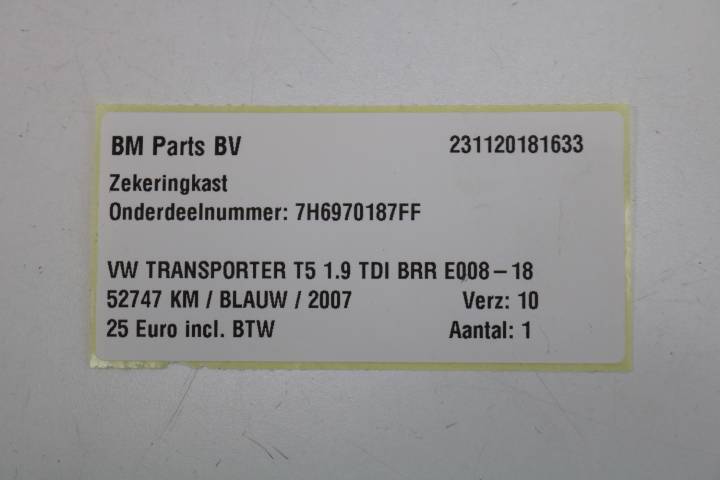 BM Parts BV 231120181633
Zekeringkast
Onderdeelnummer: 7H6970187FF
VW TRANSPORTER T5 1.9 TDI BRR E008-18
52747 KM / BLAUW / 2007 Verz: 10
25 Euro incl. BTW Aantal: 1